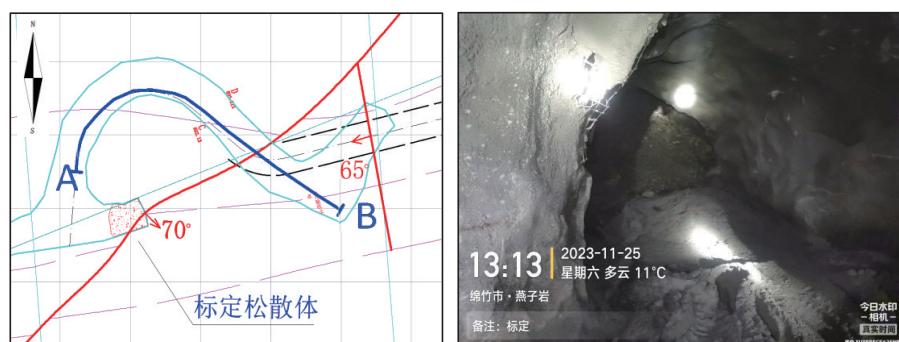 N
S
D
C
A
B
65°
70°
标定松散体
13:13
2023-11-25
星期六 多云 11℃
绵竹市·燕子岩
备注：标定
今日水印
-相机-
真实时间